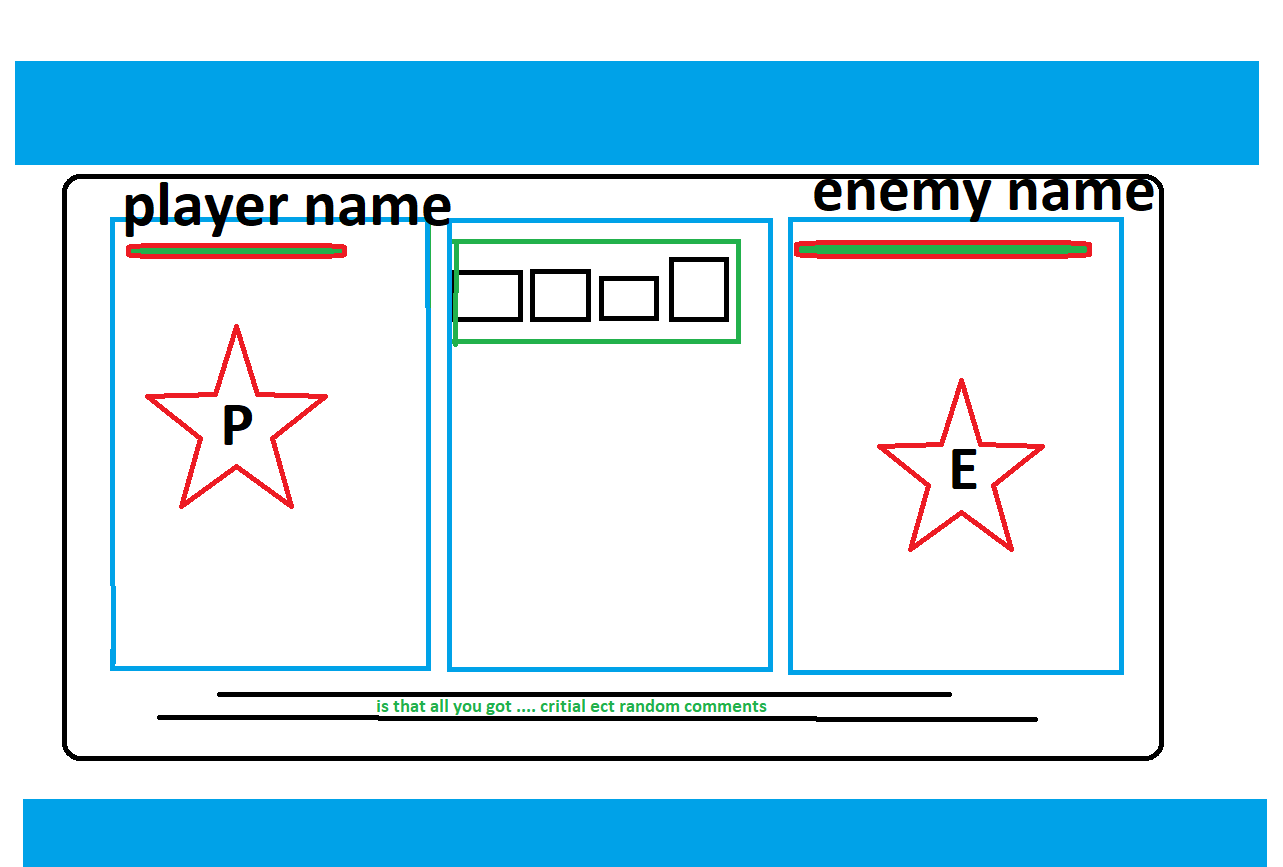 player name
enemy name
P
E
is that all you got .... critial ect random comments